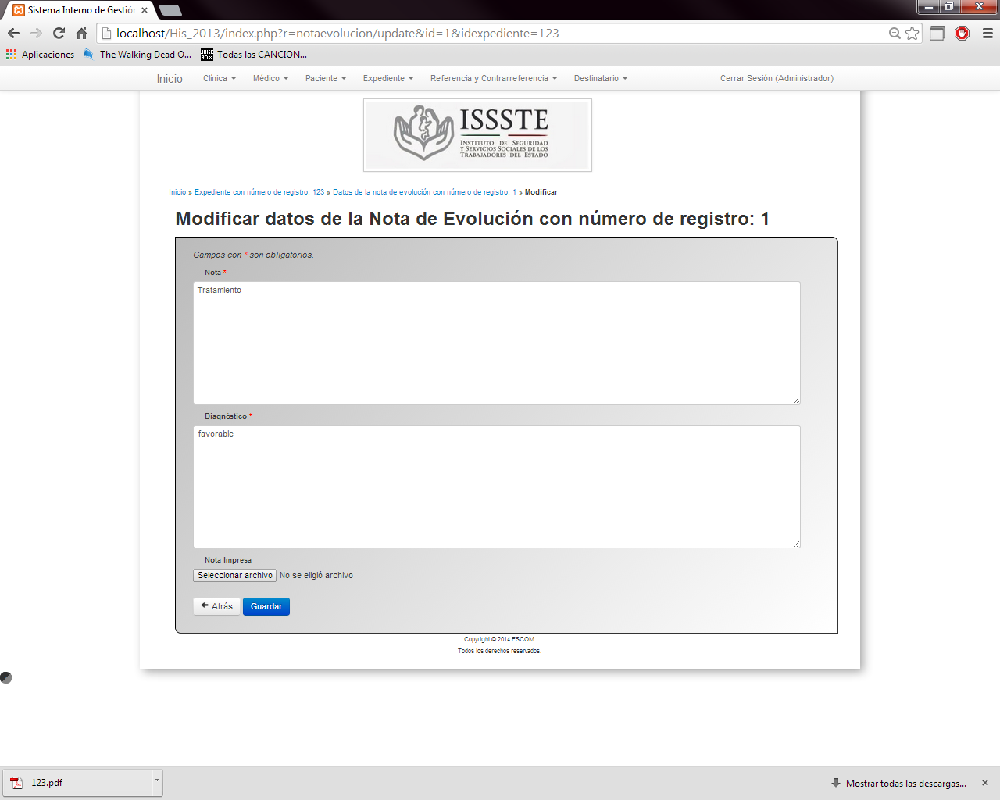 Sistema Interno de Gestión
localhost/His_2013/index.php?r=notaevolucion/update&id=1&idexpediente=123
Aplicaciones The Walking Dead O... JUKE BOX Todas las CANCION...
Inicio Clínica Médico Paciente Expediente Referencia y Contrarreferencia Destinatario Cerrar Sesión (Administrador)
ISSSTE
INSTITUTO DE SEGURIDAD
Y SERVICIOS SOCIALES DE LOS
TRABAJADORES DEL ESTADO
Inicio » Expediente con número de registro: 123 » Datos de la nota de evolución con número de registro: 1 » Modificar
Modificar datos de la Nota de Evolución con número de registro: 1
Campos con * son obligatorios.
Nota *
Tratamiento
Diagnóstico *
favorable
Nota Impresa
Seleccionar archivo No se eligió archivo
Atrás Guardar
Copyright © 2014 ESCOM.
Todos los derechos reservados.
123.pdf Mostrar todas las descargas...